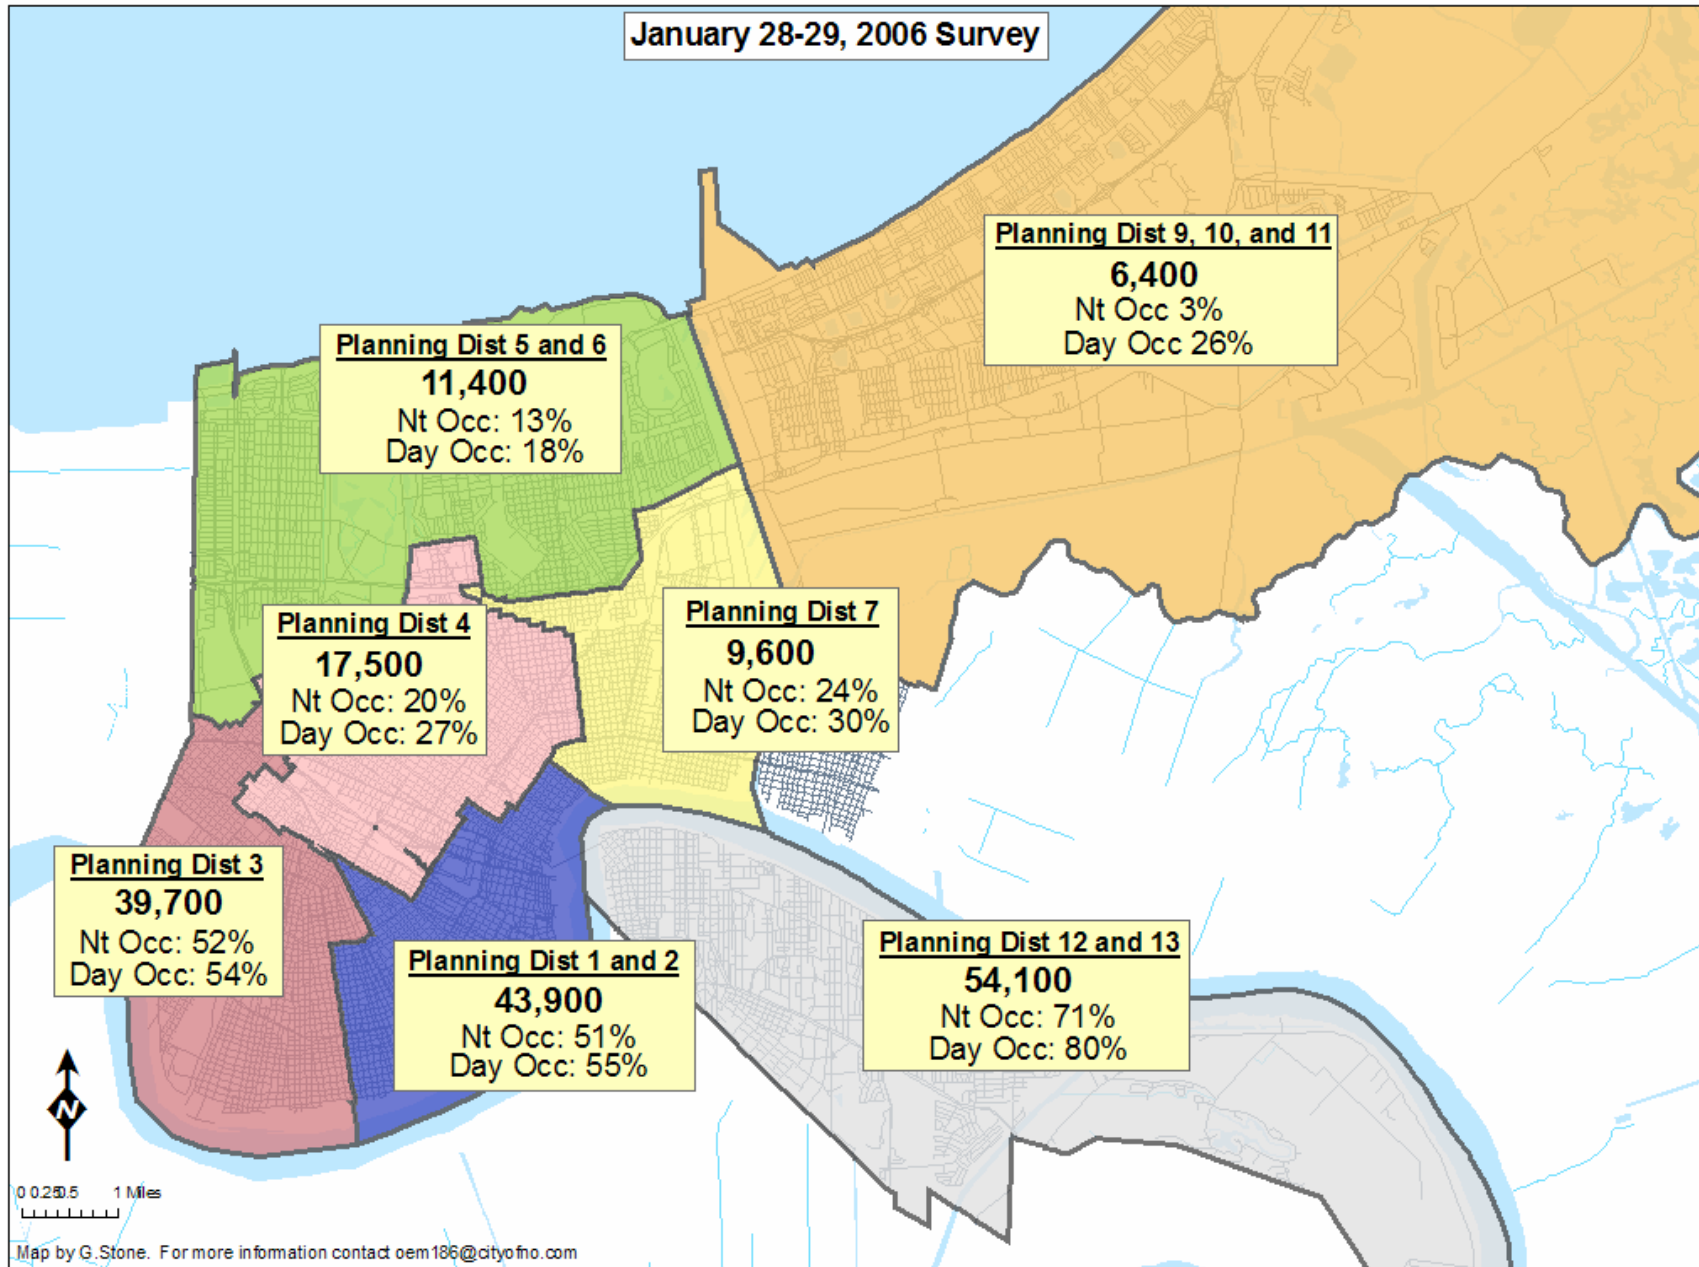 January 28-29, 2006 Survey
Planning Dist 9, 10, and 11
6,400
Nt Occ 3%
Day Occ 26%
Planning Dist 5 and 6
11,400
Nt Occ: 13%
Day Occ: 18%
Planning Dist 4
17,500
Nt Occ: 20%
Day Occ: 27%
Planning Dist 7
9,600
Nt Occ: 24%
Day Occ: 30%
Planning Dist 3
39,700
Nt Occ: 52%
Day Occ: 54%
Planning Dist 1 and 2
43,900
Nt Occ: 51%
Day Occ: 55%
Planning Dist 12 and 13
54,100
Nt Occ: 71%
Day Occ: 80%
N
0 0.25 0.5 1 Miles
Map by G.Stone. For more information contact oem186@cityofno.com